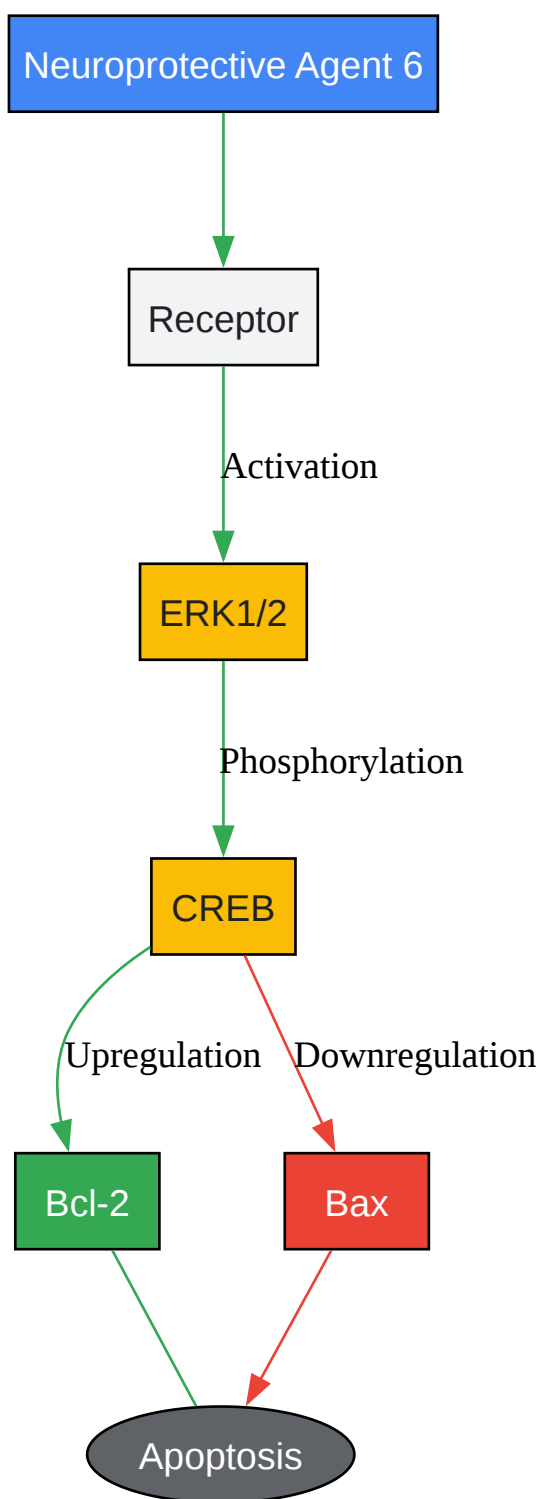 Neuroprotective Agent 6
Receptor
Activation
ERK1/2
Phosphorylation
CREB
Upregulation
Downregulation
Bcl-2
Bax
Apoptosis